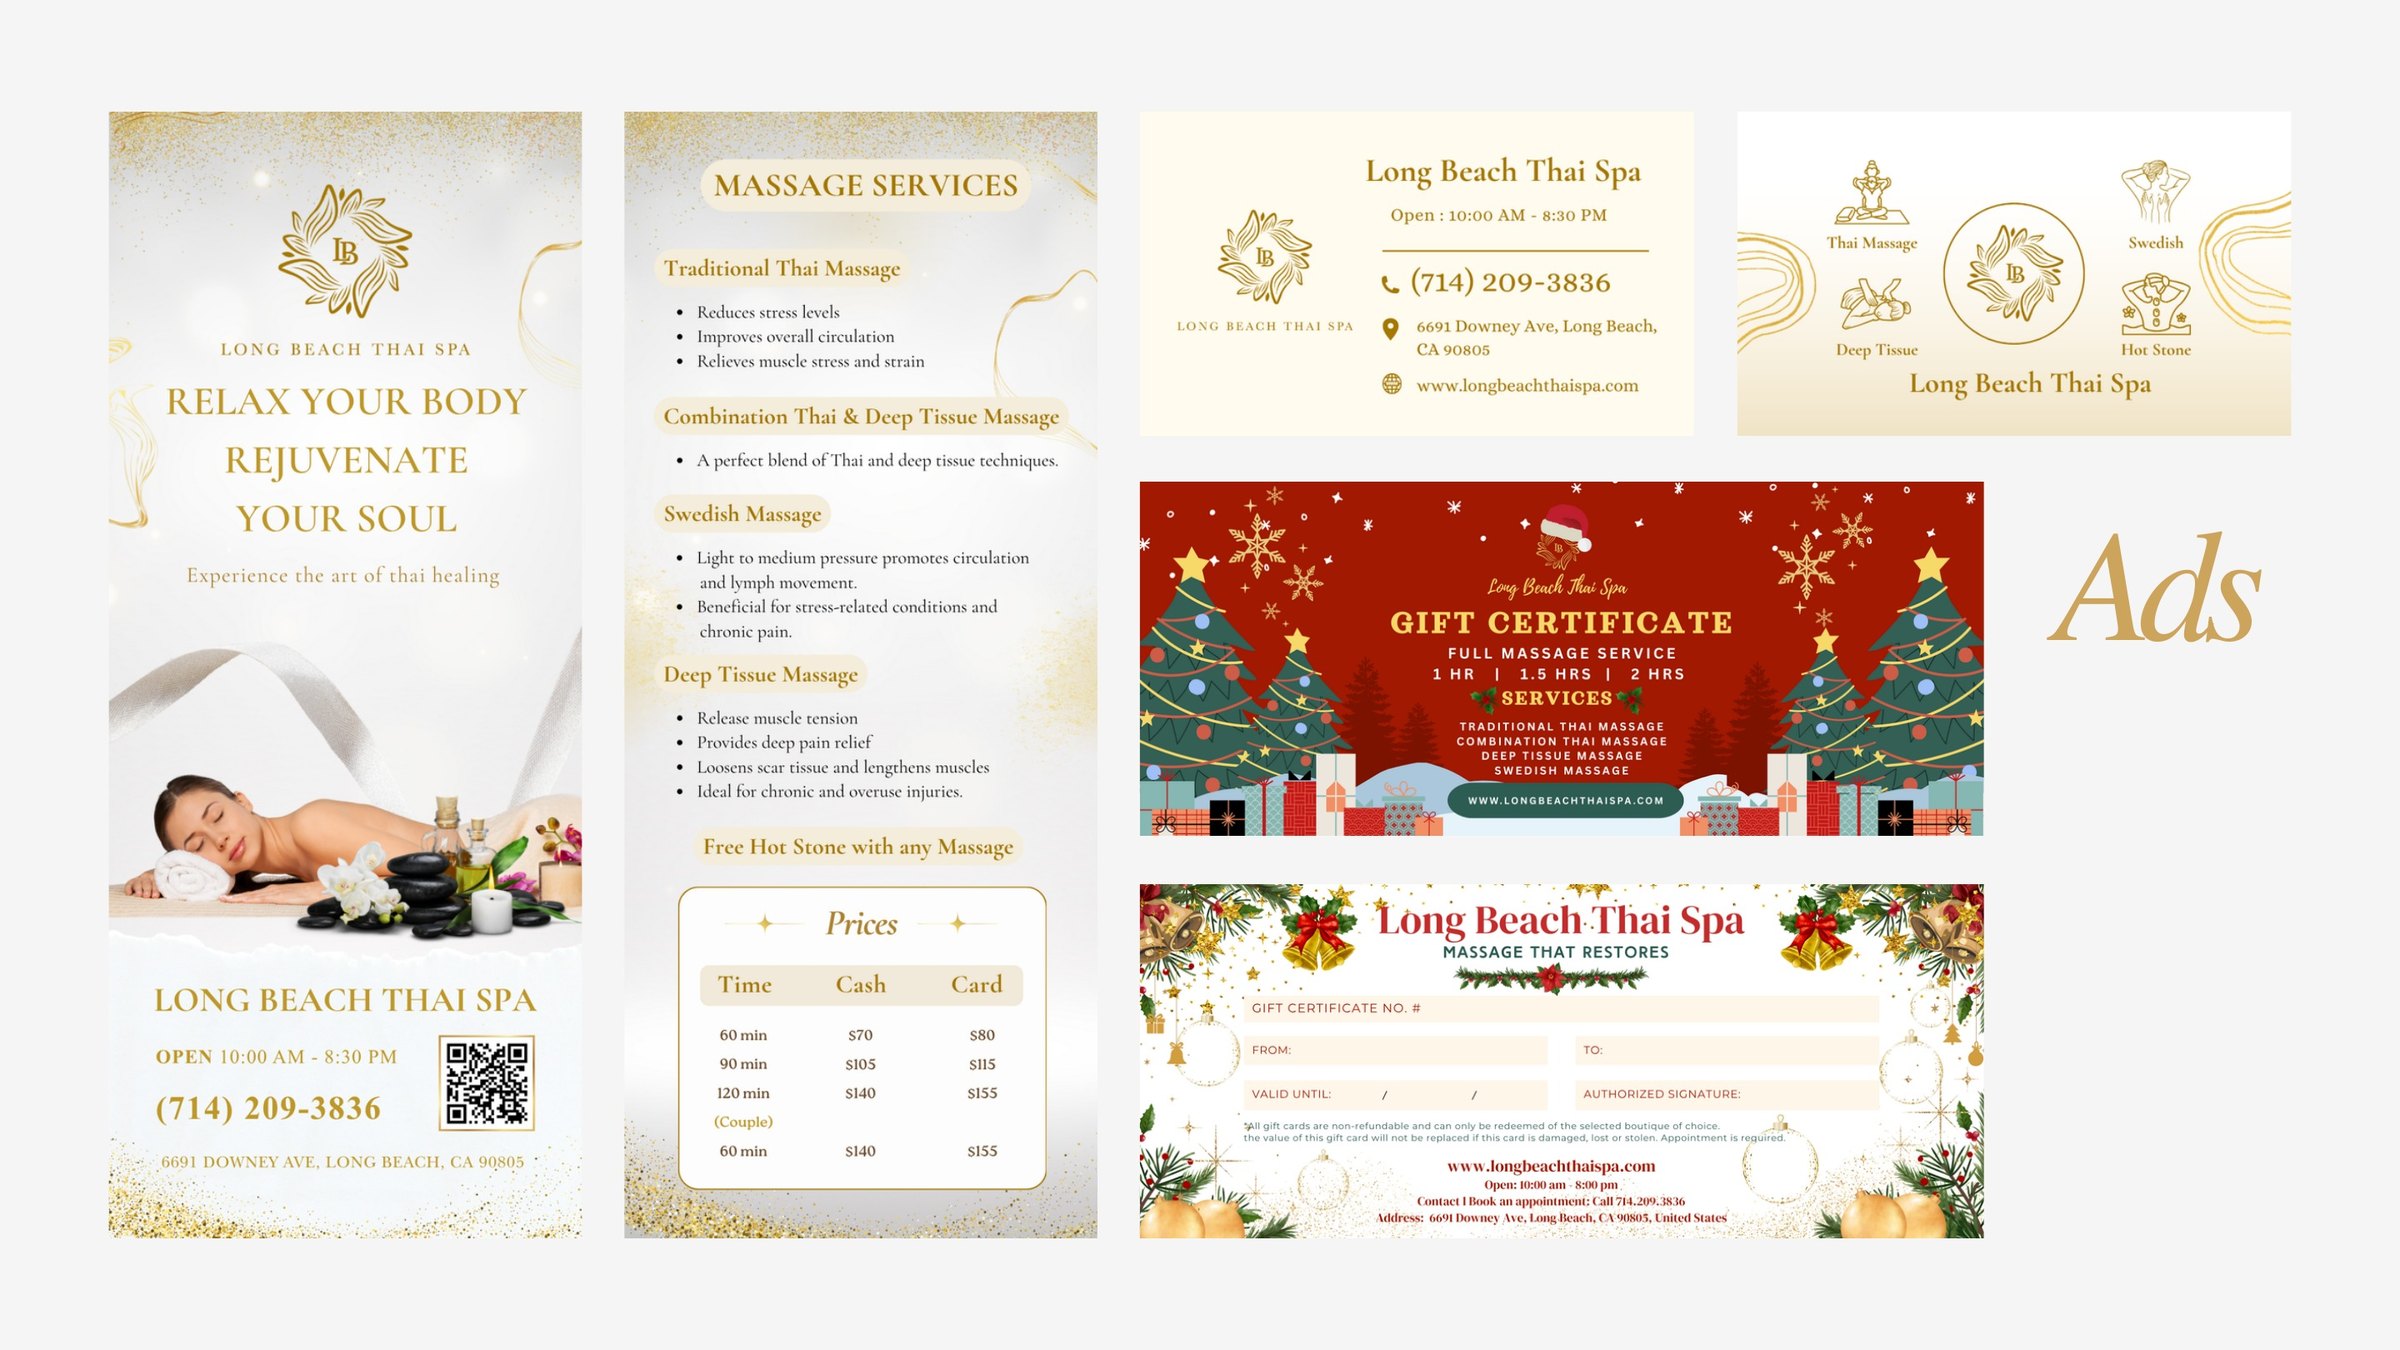 LB
LONG BEACH THAI SPA
RELAX YOUR BODY
REJUVENATE
YOUR SOUL
Experience the art of thai healing
LONG BEACH THAI SPA
OPEN 10:00 AM - 8:30 PM
(714) 209-3836
6691 DOWNEY AVE, LONG BEACH, CA 90805
MASSAGE SERVICES
Traditional Thai Massage
• Reduces stress levels
• Improves overall circulation
• Relieves muscle stress and strain
Combination Thai & Deep Tissue Massage
• A perfect blend of Thai and deep tissue techniques.
Swedish Massage
• Light to medium pressure promotes circulation
and lymph movement.
• Beneficial for stress-related conditions and
chronic pain.
Deep Tissue Massage
• Release muscle tension
• Provides deep pain relief
• Loosens scar tissue and lengthens muscles
• Ideal for chronic and overuse injuries.
Free Hot Stone with any Massage
Prices
Time Cash Card
60 min $70 $80
90 min $105 $115
120 min $140 $155
(Couple)
60 min $140 $155
LB
LONG BEACH THAI SPA
Long Beach Thai Spa
Open : 10:00 AM - 8:30 PM
(714) 209-3836
6691 Downey Ave, Long Beach,
CA 90805
www.longbeachthaispa.com
Thai Massage
Swedish
LB
Deep Tissue
Hot Stone
Long Beach Thai Spa
LB
Long Beach Thai Spa
GIFT CERTIFICATE
FULL MASSAGE SERVICE
1 HR | 1.5 HRS | 2 HRS
SERVICES
TRADITIONAL THAI MASSAGE
COMBINATION THAI MASSAGE
DEEP TISSUE MASSAGE
SWEDISH MASSAGE
WWW.LONGBEACHTHAISPA.COM
Ads
Long Beach Thai Spa
MASSAGE THAT RESTORES
GIFT CERTIFICATE NO. #
FROM: TO:
VALID UNTIL: / / AUTHORIZED SIGNATURE:
*All gift cards are non-refundable and can only be redeemed of the selected boutique of choice.
the value of this gift card will not be replaced if this card is damaged, lost or stolen. Appointment is required.
www.longbeachthaispa.com
Open: 10:00 am - 8:00 pm
Contact | Book an appointment: Call 714.209.3836
Address: 6691 Downey Ave, Long Beach, CA 90805, United States